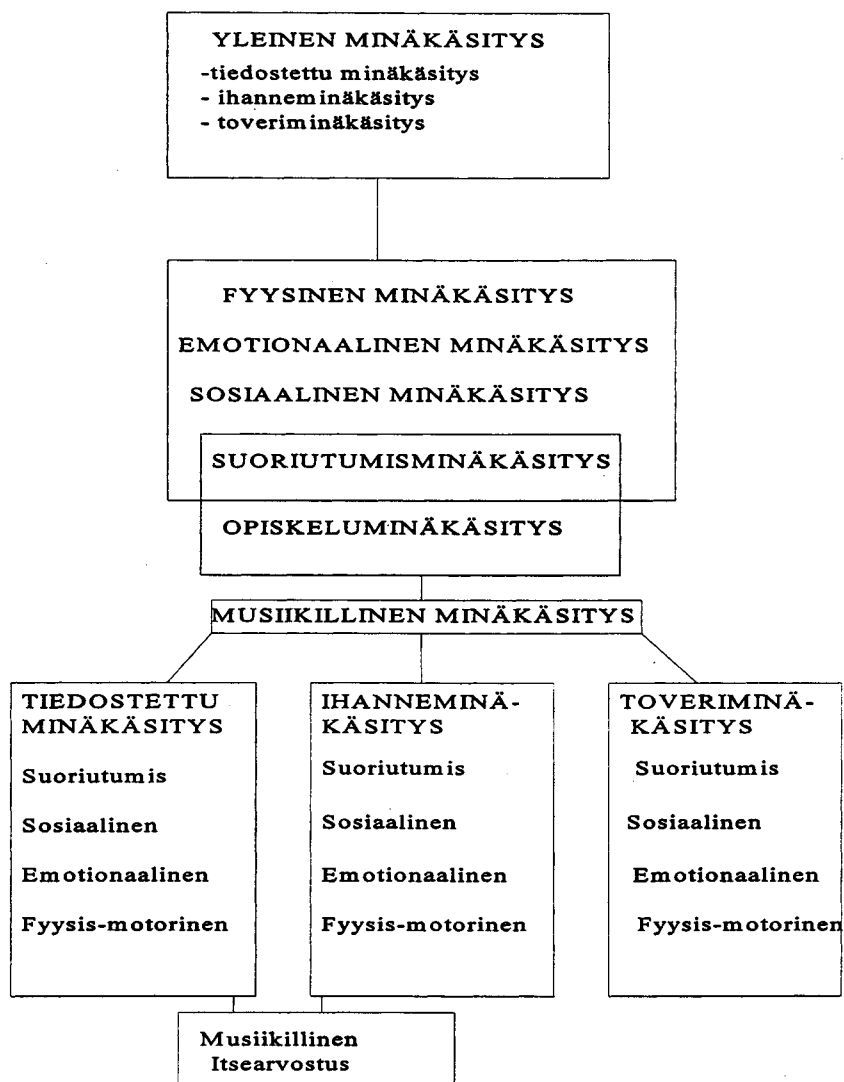 YLEINEN MINÄKÄSITYS
-tiedostettu minäkäsitys
- ihanneminäkäsitys
- toveriminäkäsitys
FYYSINEN MINÄKÄSITYS
EMOTIONAALINEN MINÄKÄSITYS
SOSIAALINEN MINÄKÄSITYS
SUORIUTUMISMINÄKÄSITYS
OPISKELUMINÄKÄSITYS
MUSIIKILLINEN MINÄKÄSITYS
TIEDOSTETTU
MINÄKÄSITYS
Suoriutumis
Sosiaalinen
Emotionaalinen
Fyysis-motorinen
IHANNEMINÄ-
KÄSITYS
Suoriutumis
Sosiaalinen
Emotionaalinen
Fyysis-motorinen
TOVERIMINÄ-
KÄSITYS
Suoriutumis
Sosiaalinen
Emotionaalinen
Fyysis-motorinen
Musiikillinen
Itsearvostus